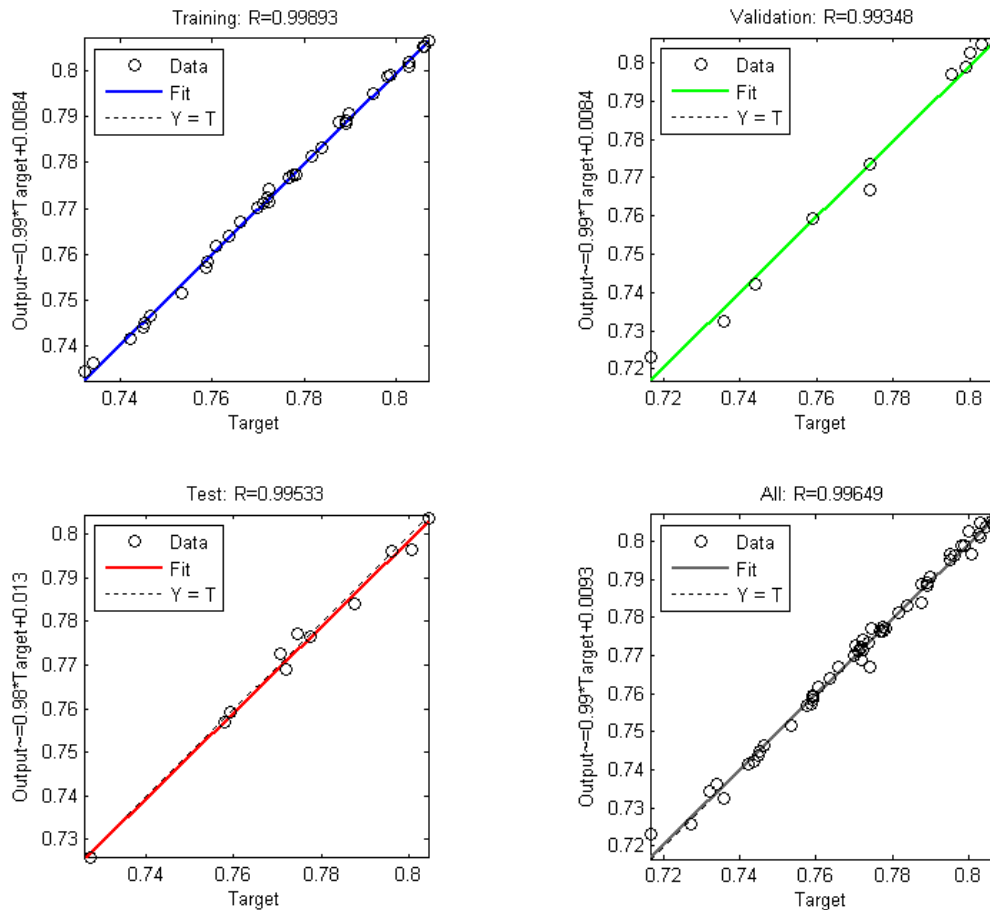 Training: R=0.99893
Data
Fit
Y = T
0.8
0.79
0.78
0.77
0.76
0.75
0.74
Output~=0.99*Target+0.0084
0.74 0.76 0.78 0.8
Target
Validation: R=0.99348
Data
Fit
Y = T
0.8
0.79
0.78
0.77
0.76
0.75
0.74
0.73
0.72
Output~=0.99*Target+0.0084
0.72 0.74 0.76 0.78 0.8
Target
Test: R=0.99533
Data
Fit
Y = T
0.8
0.79
0.78
0.77
0.76
0.75
0.74
0.73
Output~=0.98*Target+0.013
0.74 0.76 0.78 0.8
Target
All: R=0.99649
Data
Fit
Y = T
0.8
0.79
0.78
0.77
0.76
0.75
0.74
0.73
0.72
Output~=0.99*Target+0.0093
0.72 0.74 0.76 0.78 0.8
Target